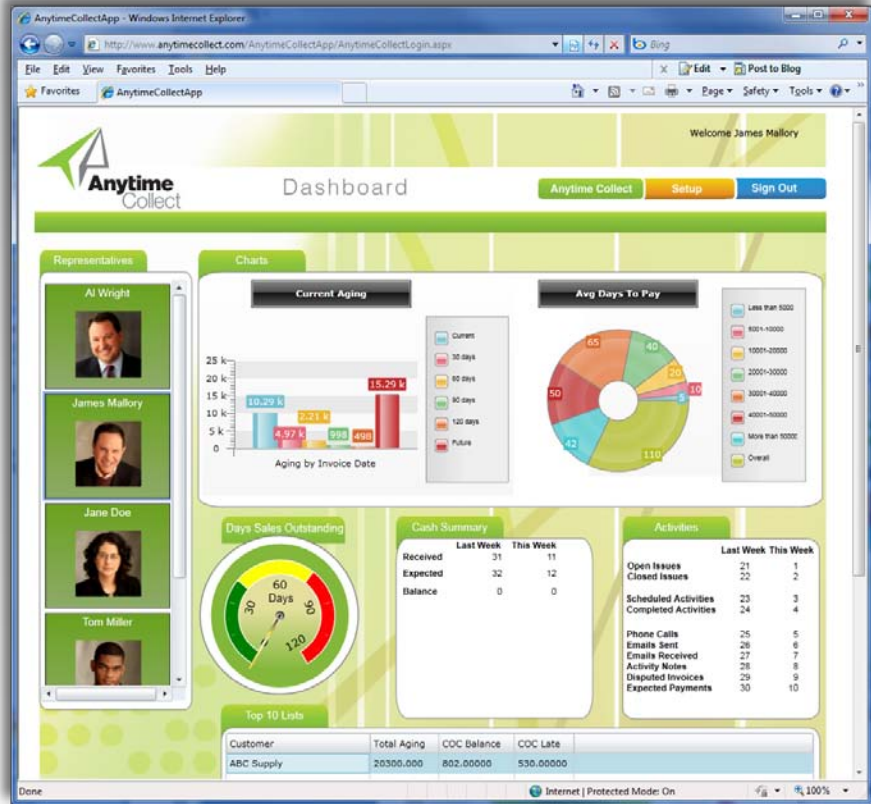 AnytimeCollectApp - Windows Internet Explorer
http://www.anytimecollect.com/AnytimeCollectApp/AnytimeCollectLogin.aspx
Bing
File Edit View Favorites Tools Help
X Edit Post to Blog
Favorites AnytimeCollectApp
Page Safety Tools
Welcome James Mallory
Anytime
Collect
Dashboard
Anytime Collect Setup Sign Out
Representatives
Al Wright
James Mallory
Jane Doe
Tom Miller
Charts
Current Aging
25 k
20 k
15 k
10 k
5 k
0
10.29 k
4.97 k
2.21 k
998
498
15.29 k
Aging by Invoice Date
Current
30 days
60 days
90 days
120 days
Future
Avg Days To Pay
65
40
20
10
5
110
42
50
Less than 5000
5001-10000
10001-20000
20001-30000
30001-40000
40001-50000
More than 50000
Overall
Days Sales Outstanding
60
Days
30
90
120
Cash Summary
Last Week This Week
Received 31 11
Expected 32 12
Balance 0 0
Activities
Last Week This Week
Open Issues 21 1
Closed Issues 22 2
Scheduled Activities 23 3
Completed Activities 24 4
Phone Calls 25 5
Emails Sent 26 6
Emails Received 27 7
Activity Notes 28 8
Disputed Invoices 29 9
Expected Payments 30 10
Top 10 Lists
Customer Total Aging COC Balance COC Late
ABC Supply 20300.000 802.00000 530.00000
Done
Internet | Protected Mode: On
100%